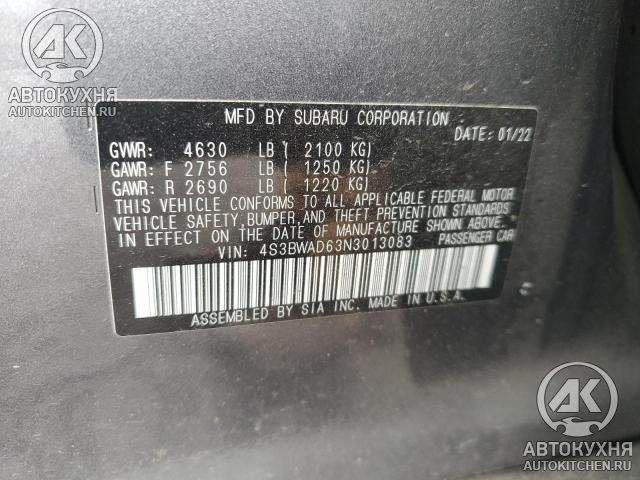 AK
АВТОКУХНЯ
AUTOKITCHEN.RU
MFD BY SUBARU CORPORATION
DATE: 01/22
GVWR: 4630 LB ( 2100 KG)
GAWR: F 2756 LB ( 1250 KG)
GAWR: R 2690 LB ( 1220 KG)
THIS VEHICLE CONFORMS TO ALL APPLICABLE FEDERAL MOTOR
VEHICLE SAFETY, BUMPER, AND THEFT PREVENTION STANDARDS
IN EFFECT ON THE DATE OF MANUFACTURE SHOWN ABOVE.
VIN: 4S3BWAD63N3013083 PASSENGER CAR
ASSEMBLED BY SIA INC. MADE IN U.S.A.
AK
АВТОКУХНЯ
AUTOKITCHEN.RU